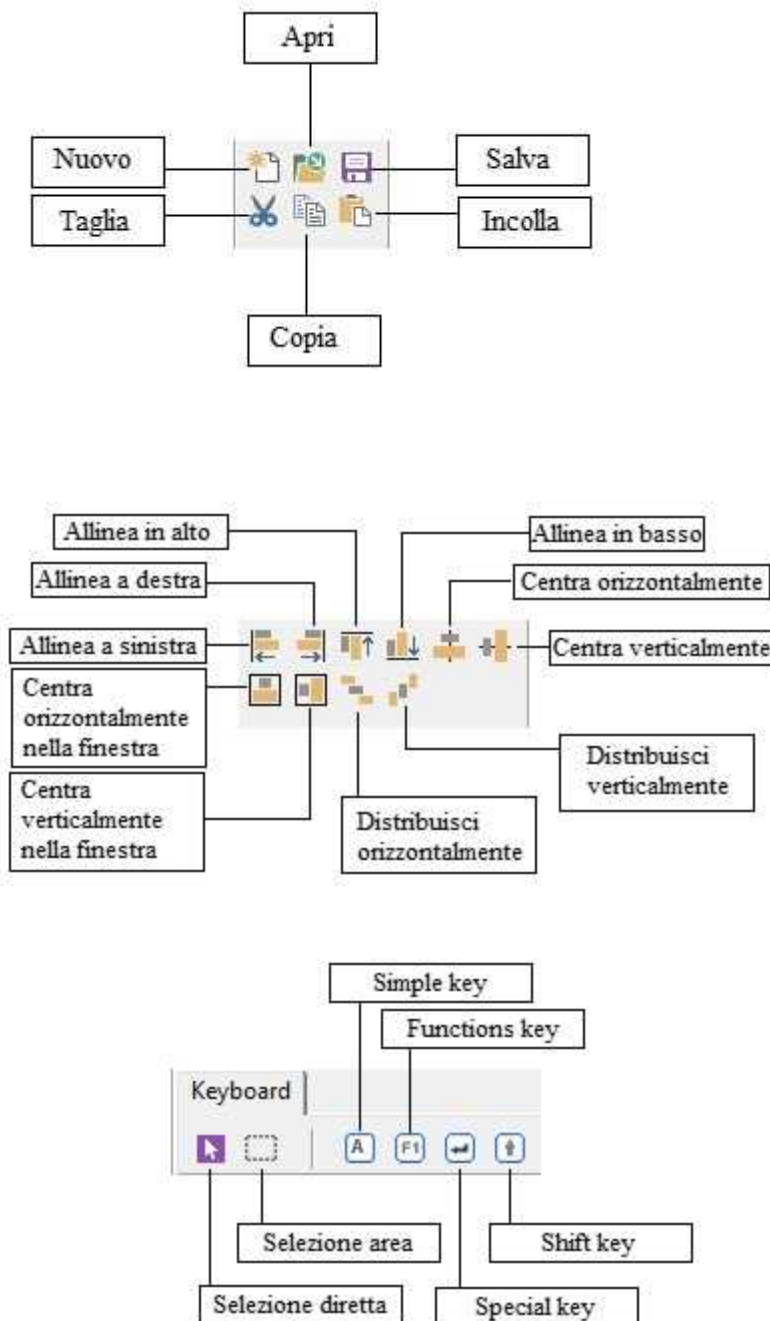 Apri
Nuovo
Salva
Taglia
Incolla
Copia
Allinea in alto
Allinea in basso
Allinea a destra
Centra orizzontalmente
Allinea a sinistra
Centra verticalmente
Centra
orizzontalmente
nella finestra
Distribuisci
verticalmente
Centra
verticalmente
nella finestra
Distribuisci
orizzontalmente
Simple key
Functions key
Keyboard
A
F1
Selezione area
Shift key
Selezione diretta
Special key